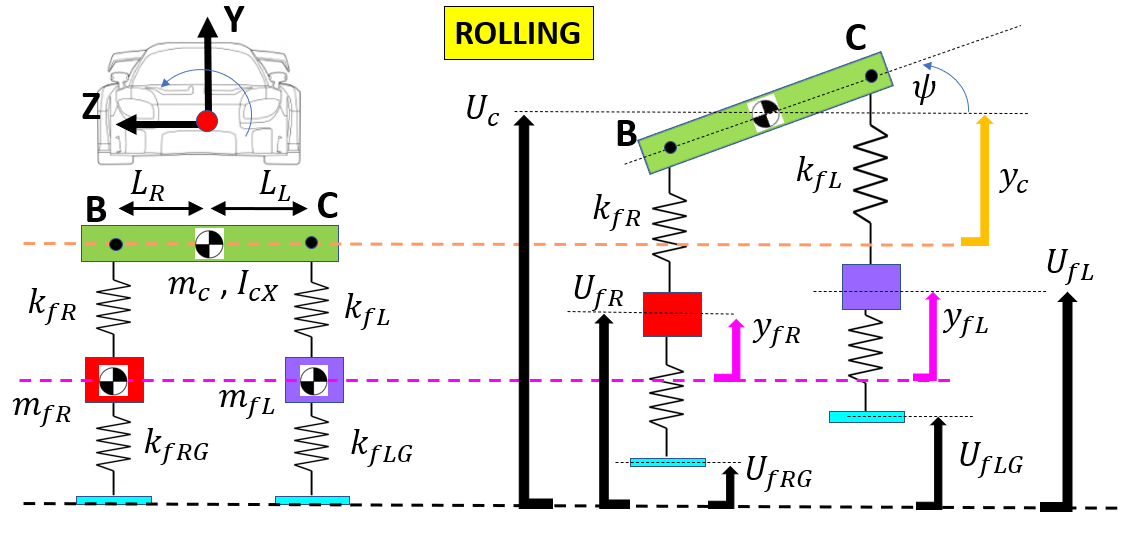 ROLLING
Y
Z
L_R
L_L
B
C
m_c , I_cX
k_fR
k_fL
m_fR
m_fL
k_fRG
k_fLG
C
ψ
U_c
B
k_fL
y_c
k_fR
U_fR
U_fL
y_fR
y_fL
U_fRG
U_fLG